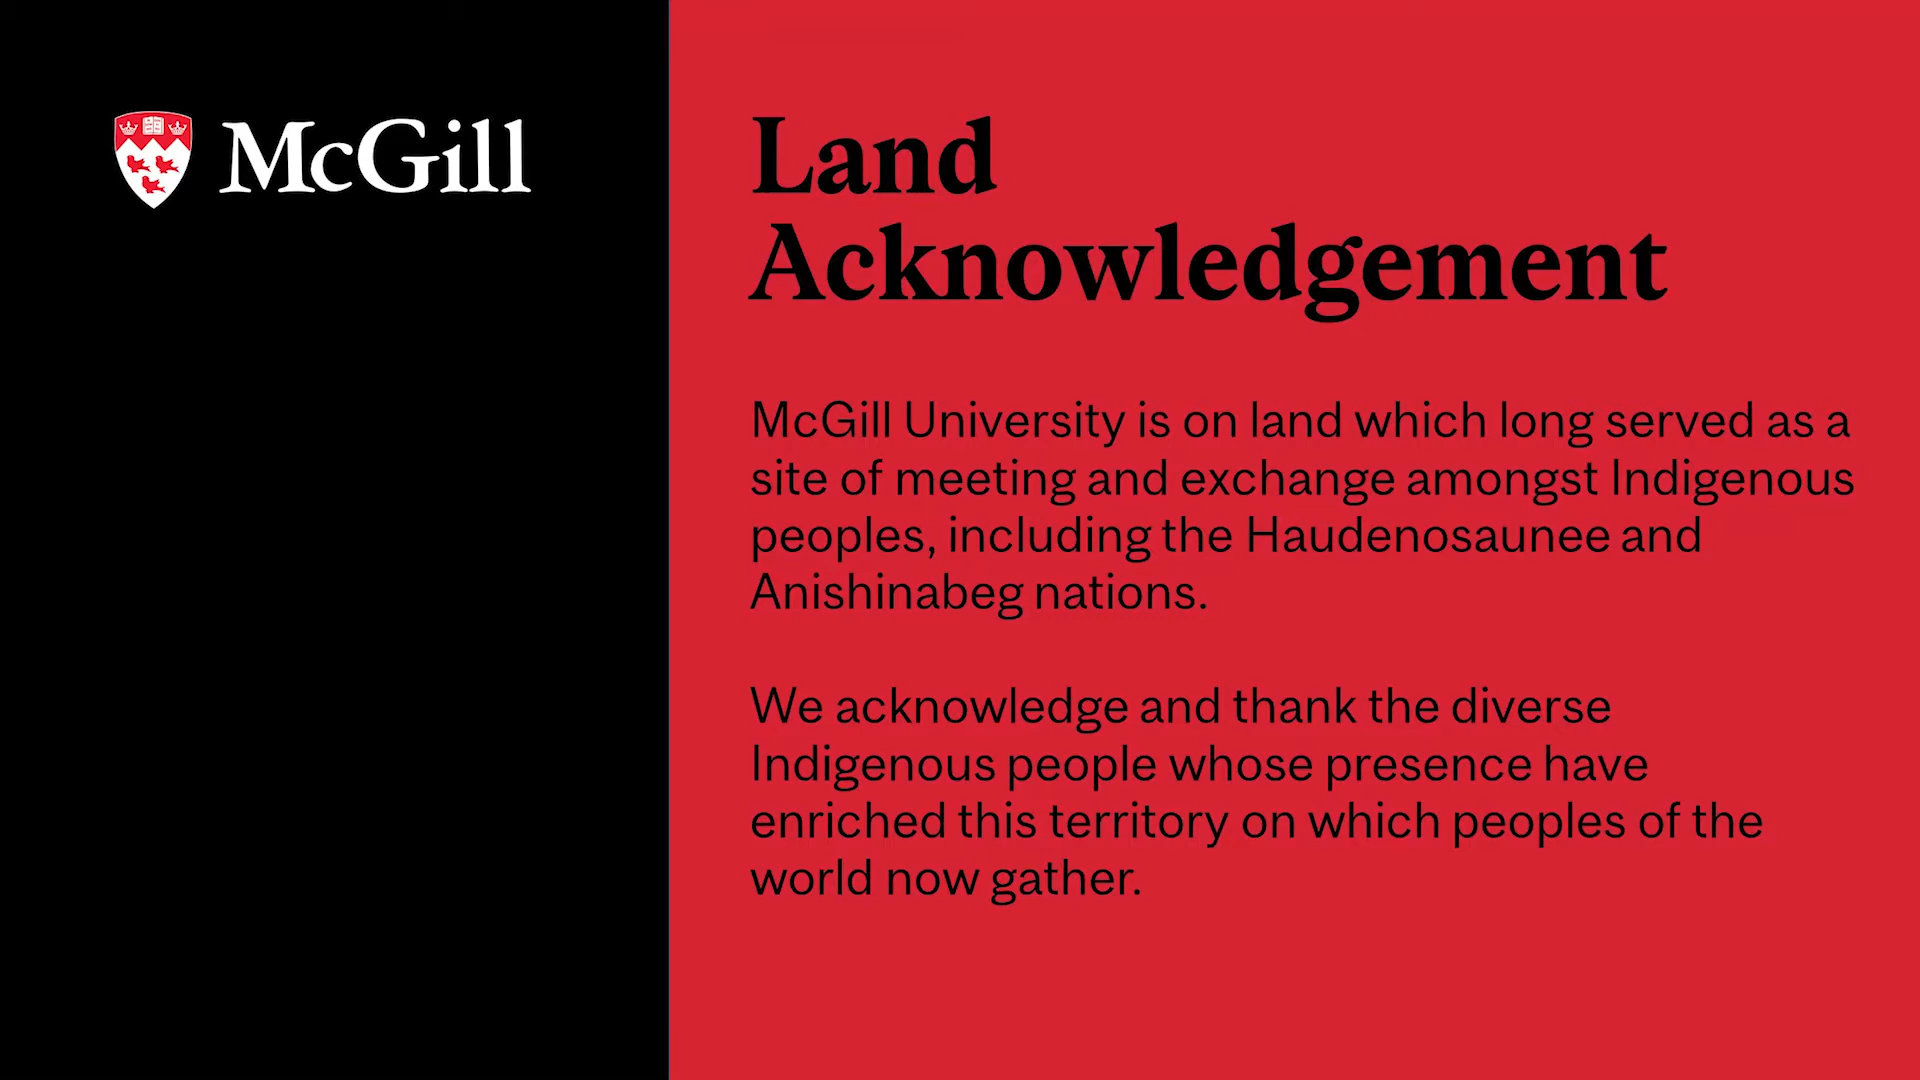 McGill
Land
Acknowledgement
McGill University is on land which long served as a
site of meeting and exchange amongst Indigenous
peoples, including the Haudenosaunee and
Anishinabeg nations.
We acknowledge and thank the diverse
Indigenous people whose presence have
enriched this territory on which peoples of the
world now gather.